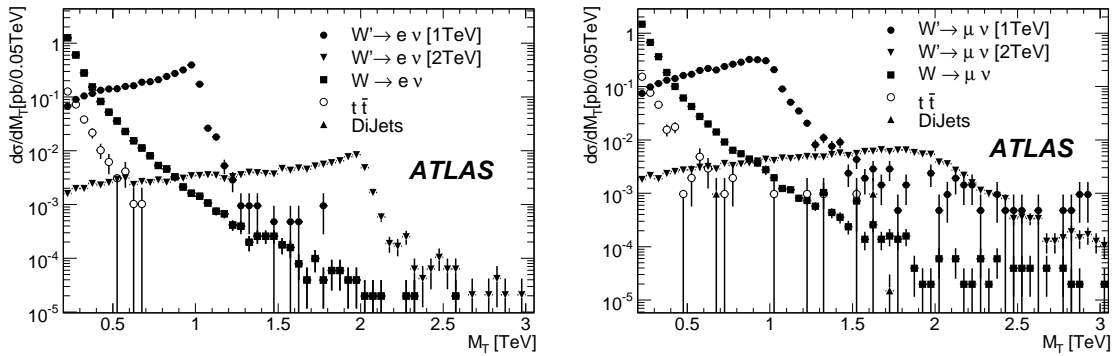 dσ/dM_T[pb/0.05TeV]
1
10⁻¹
10⁻²
10⁻³
10⁻⁴
10⁻⁵
W'→ e ν [1TeV]
W'→ e ν [2TeV]
W → e ν
t t̄
DiJets
ATLAS
0.5 1 1.5 2 2.5 3
M_T [TeV]
dσ/dM_T[pb/0.05TeV]
1
10⁻¹
10⁻²
10⁻³
10⁻⁴
10⁻⁵
W'→ μ ν [1TeV]
W'→ μ ν [2TeV]
W→ μ ν
t t̄
DiJets
ATLAS
0.5 1 1.5 2 2.5 3
M_T [TeV]